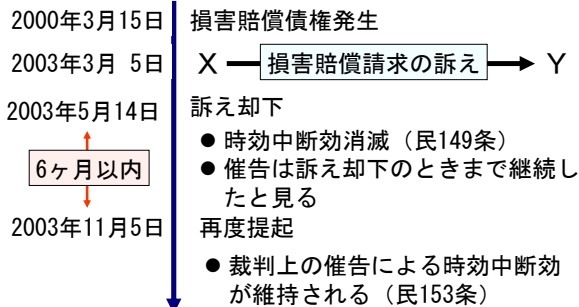 2000年3月15日 損害賠償債権発生
2003年3月 5日 X 損害賠償請求の訴え Y
2003年5月14日 訴え却下
● 時効中断効消滅（民149条）
6ヶ月以内
● 催告は訴え却下のときまで継続し
たと見る
2003年11月5日 再度提起
● 裁判上の催告による時効中断効
が維持される（民153条）